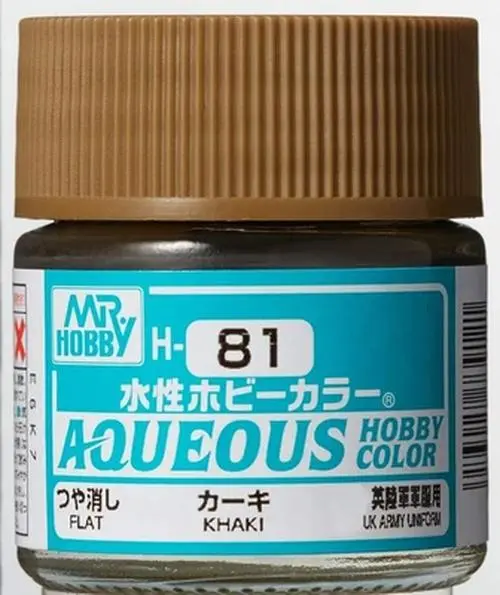 MR.
HOBBY
H-81
水性ホビーカラー®
AQUEOUS HOBBY COLOR
つや消し カーキ 英陸軍軍服用
FLAT KHAKI UK ARMY UNIFORM
EGKZ